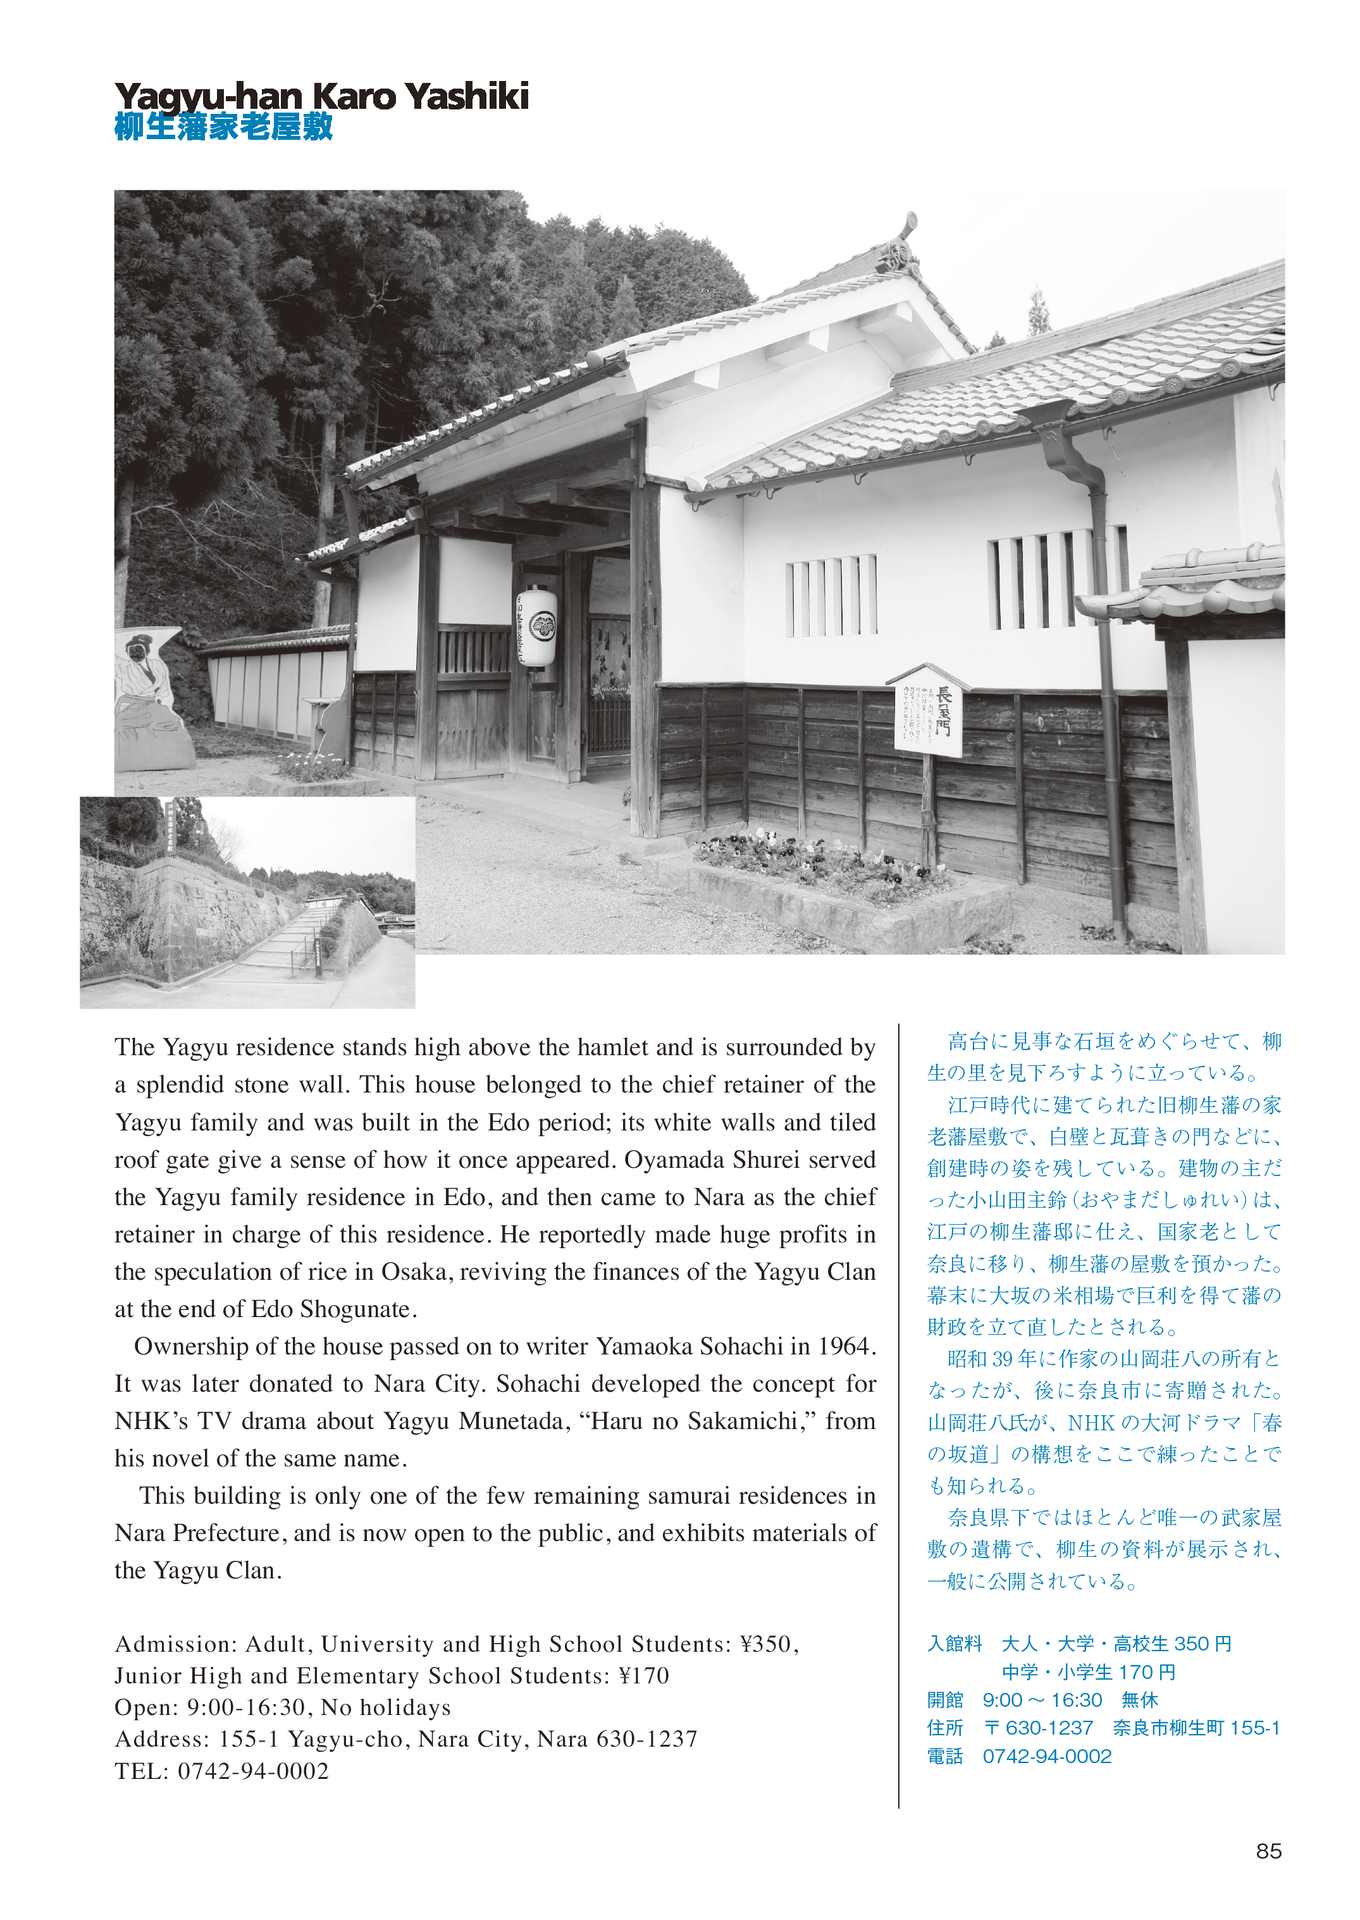 Yagyu-han Karo Yashiki
柳生藩家老屋敷
長屋門
The Yagyu residence stands high above the hamlet and is surrounded by
a splendid stone wall. This house belonged to the chief retainer of the
Yagyu family and was built in the Edo period; its white walls and tiled
roof gate give a sense of how it once appeared. Oyamada Shurei served
the Yagyu family residence in Edo, and then came to Nara as the chief
retainer in charge of this residence. He reportedly made huge profits in
the speculation of rice in Osaka, reviving the finances of the Yagyu Clan
at the end of Edo Shogunate.
Ownership of the house passed on to writer Yamaoka Sohachi in 1964.
It was later donated to Nara City. Sohachi developed the concept for
NHK’s TV drama about Yagyu Munetada, “Haru no Sakamichi,” from
his novel of the same name.
This building is only one of the few remaining samurai residences in
Nara Prefecture, and is now open to the public, and exhibits materials of
the Yagyu Clan.
Admission: Adult, University and High School Students: ¥350,
Junior High and Elementary School Students: ¥170
Open: 9:00-16:30, No holidays
Address: 155-1 Yagyu-cho, Nara City, Nara 630-1237
TEL: 0742-94-0002
高台に見事な石垣をめぐらせて、柳
生の里を見下ろすように立っている。
江戸時代に建てられた旧柳生藩の家
老藩屋敷で、白壁と瓦葺きの門などに、
創建時の姿を残している。建物の主だ
った小山田主鈴（おやまだしゅれい）は、
江戸の柳生藩邸に仕え、国家老として
奈良に移り、柳生藩の屋敷を預かった。
幕末に大坂の米相場で巨利を得て藩の
財政を立て直したとされる。
昭和 39 年に作家の山岡荘八の所有と
なったが、後に奈良市に寄贈された。
山岡荘八氏が、NHK の大河ドラマ「春
の坂道」の構想をここで練ったことで
も知られる。
奈良県下ではほとんど唯一の武家屋
敷の遺構で、柳生の資料が展示され、
一般に公開されている。
入館料　大人・大学・高校生 350 円
中学・小学生 170 円
開館　9:00 〜 16:30　無休
住所　〒 630-1237　奈良市柳生町 155-1
電話　0742-94-0002
85